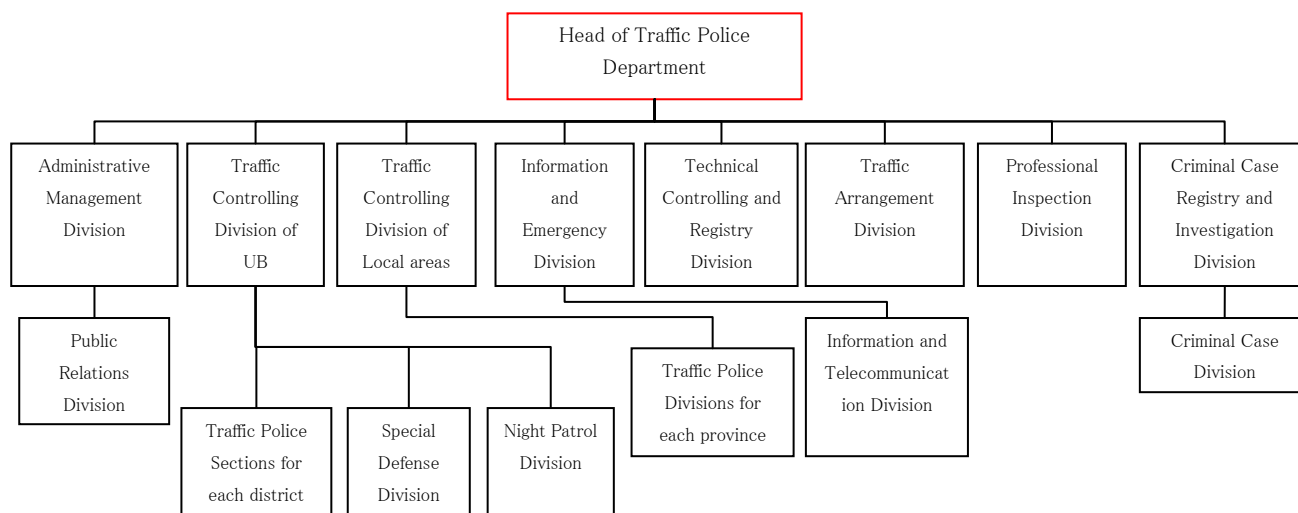 Head of Traffic Police
Department
Administrative
Management
Division
Traffic
Controlling
Division of
UB
Traffic
Controlling
Division of
Local areas
Information
and
Emergency
Division
Technical
Controlling and
Registry
Division
Traffic
Arrangement
Division
Professional
Inspection
Division
Criminal Case
Registry and
Investigation
Division
Public
Relations
Division
Traffic Police
Sections for
each district
Special
Defense
Division
Night Patrol
Division
Traffic Police
Divisions for
each province
Information and
Telecommunicat
ion Division
Criminal Case
Division